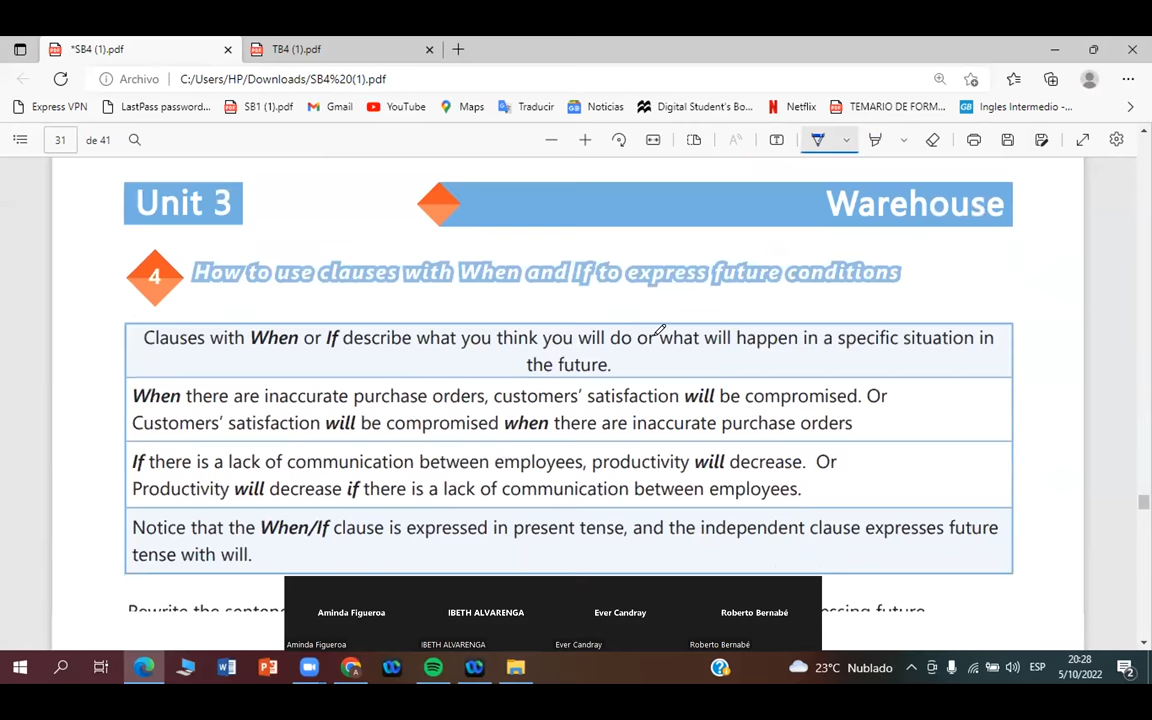 *SB4 (1).pdf
TB4 (1).pdf
Archivo C:/Users/HP/Downloads/SB4%20(1).pdf
Express VPN LastPass password... SB1 (1).pdf Gmail YouTube Maps Traducir Noticias Digital Student's Bo... Netflix TEMARIO DE FORM... Ingles Intermedio -...
31 de 41
Unit 3
Warehouse
4 How to use clauses with When and If to express future conditions
Clauses with When or If describe what you think you will do or what will happen in a specific situation in
the future.
When there are inaccurate purchase orders, customers' satisfaction will be compromised. Or
Customers' satisfaction will be compromised when there are inaccurate purchase orders
If there is a lack of communication between employees, productivity will decrease.  Or
Productivity will decrease if there is a lack of communication between employees.
Notice that the When/If clause is expressed in present tense, and the independent clause expresses future
tense with will.
Aminda Figueroa IBETH ALVARENGA Ever Candray Roberto Bernabé
Aminda Figueroa IBETH ALVARENGA Ever Candray Roberto Bernabé
23°C Nublado ESP 20:28
5/10/2022